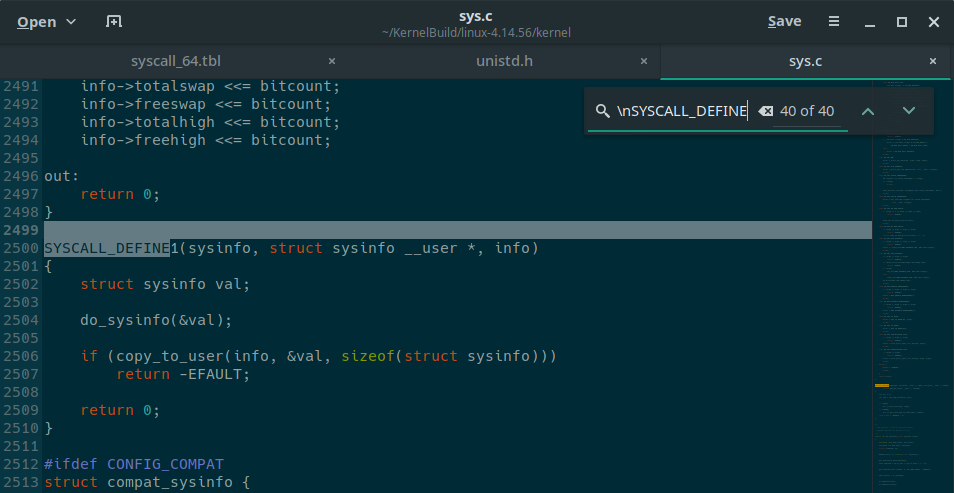 Open
sys.c
~/KernelBuild/linux-4.14.56/kernel
Save
syscall_64.tbl × unistd.h × sys.c ×
\nSYSCALL_DEFINE 40 of 40
2491     info->totalswap <<= bitcount;
2492     info->freeswap <<= bitcount;
2493     info->totalhigh <<= bitcount;
2494     info->freehigh <<= bitcount;
2495
2496 out:
2497     return 0;
2498 }
2499
2500 SYSCALL_DEFINE1(sysinfo, struct sysinfo __user *, info)
2501 {
2502     struct sysinfo val;
2503
2504     do_sysinfo(&val);
2505
2506     if (copy_to_user(info, &val, sizeof(struct sysinfo)))
2507         return -EFAULT;
2508
2509     return 0;
2510 }
2511
2512 #ifdef CONFIG_COMPAT
2513 struct compat_sysinfo {